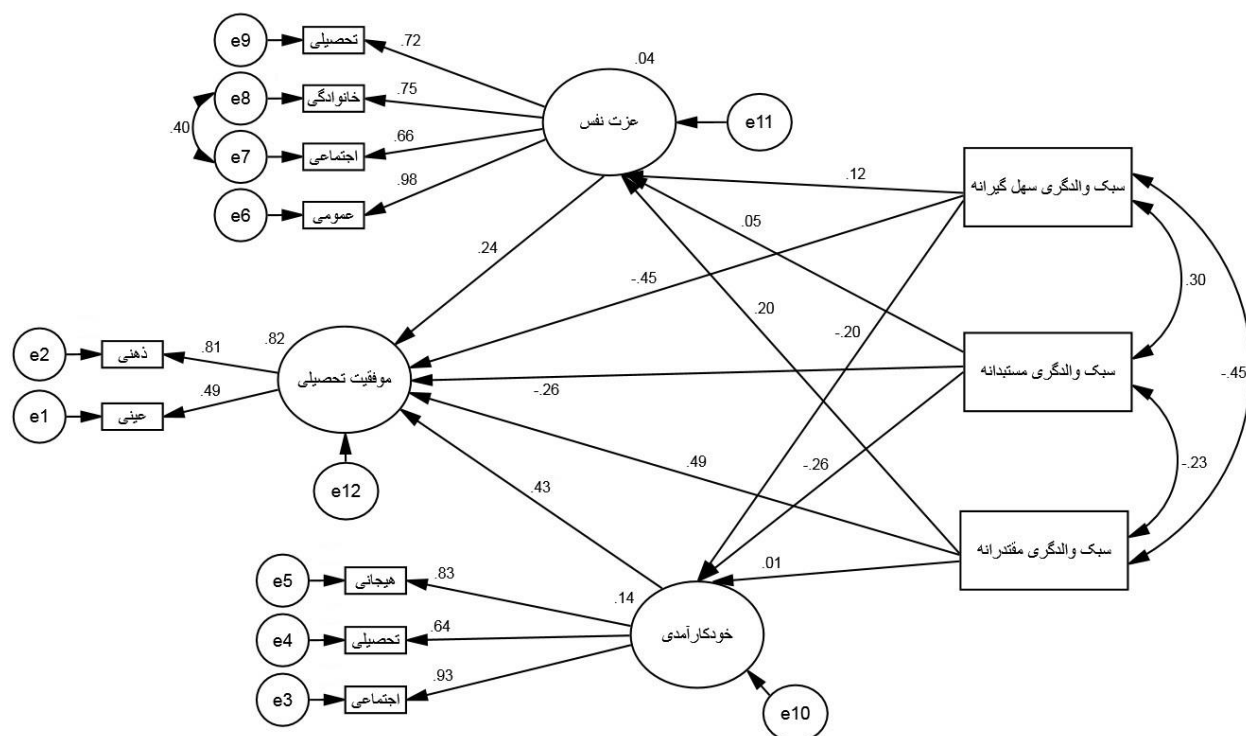 e9
تحصیلی
.72
.04
e8
خانوادگی
.75
عزت نفس
e11
.40
e7
اجتماعی
.66
e6
عمومی
.98
.12
سبک والدگری سهل گیرانه
.05
.24
-.45
.30
.20
-.20
e2
ذهنی
.81
.82
موفقیت تحصیلی
سبک والدگری مستبدانه
-.45
e1
عینی
.49
-.26
-.26
.49
-.23
e12
.43
سبک والدگری مقتدرانه
.01
e5
هیجانی
.83
.14
خودکارآمدی
e4
تحصیلی
.64
e3
اجتماعی
.93
e10